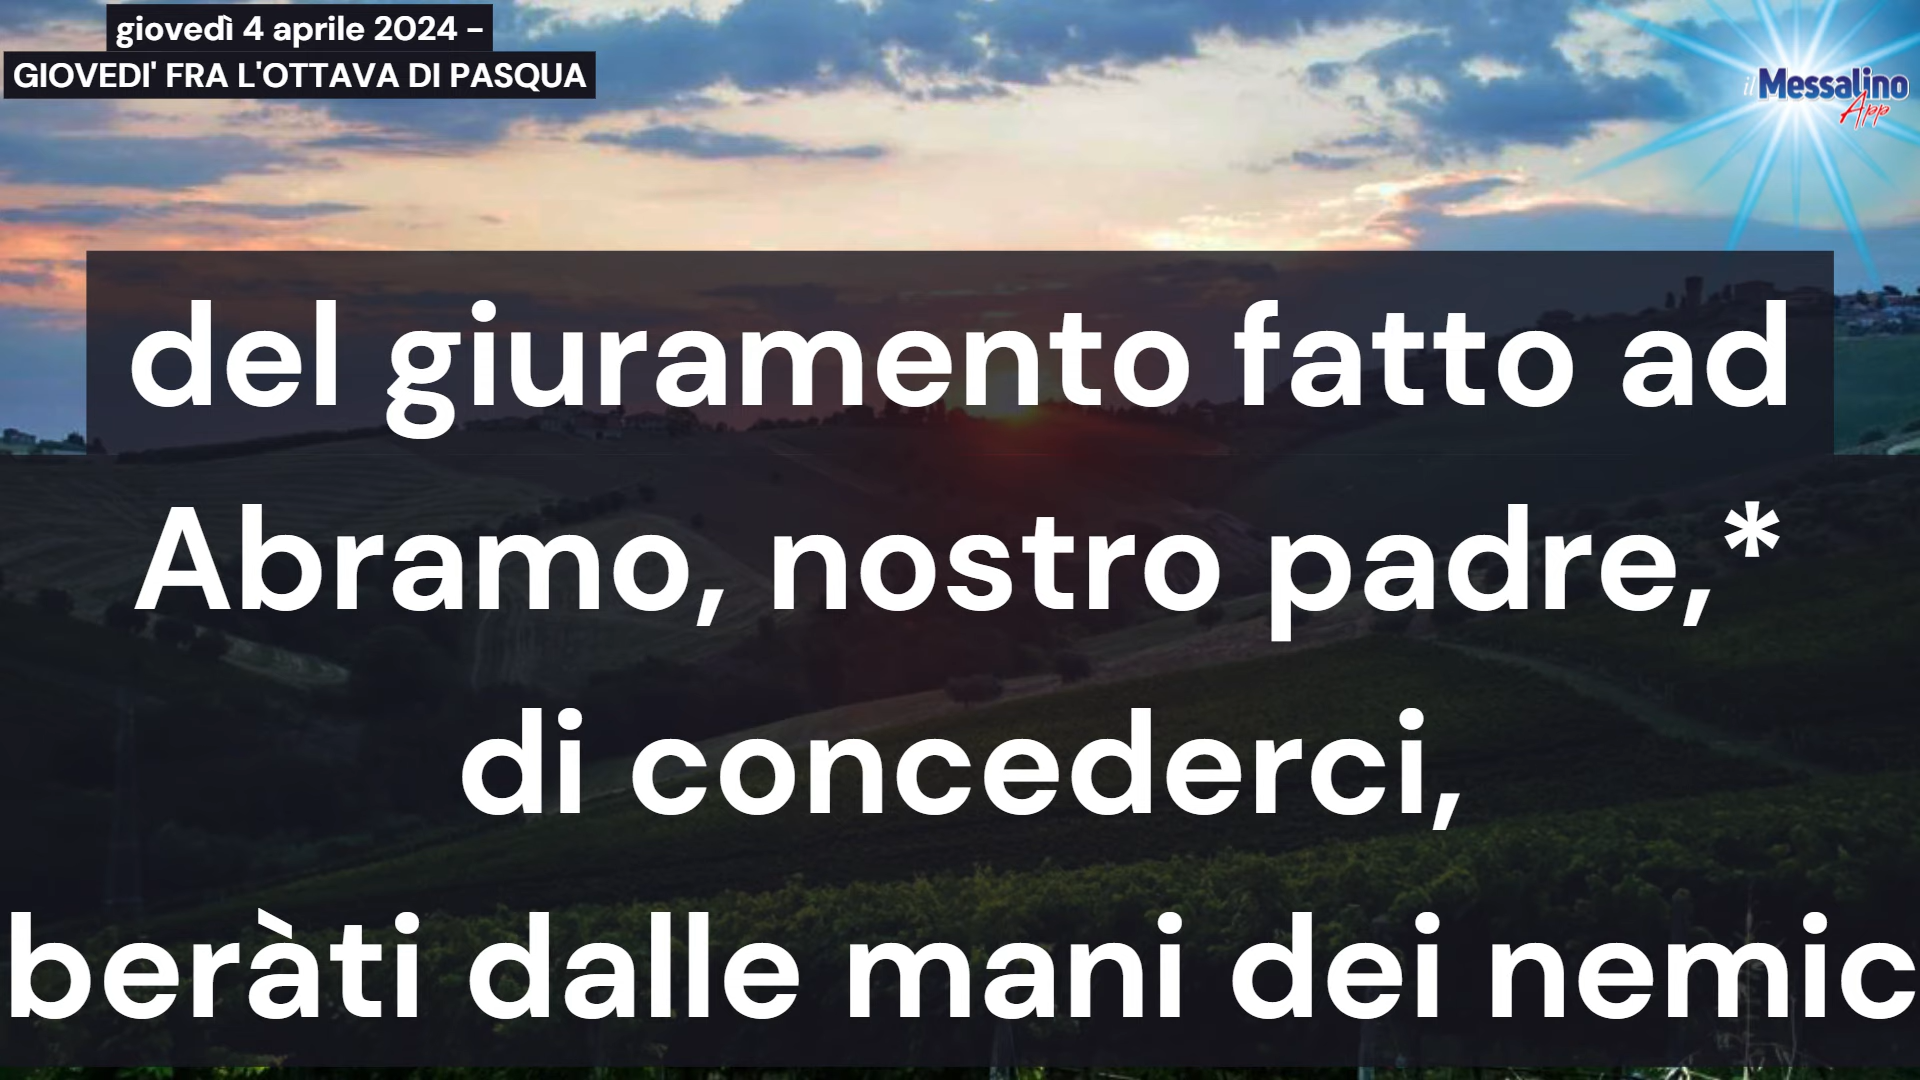 giovedì 4 aprile 2024 -
GIOVEDI' FRA L'OTTAVA DI PASQUA
il Messalino
App
del giuramento fatto ad
Abramo, nostro padre,*
di concederci,
beràti dalle mani dei nemic